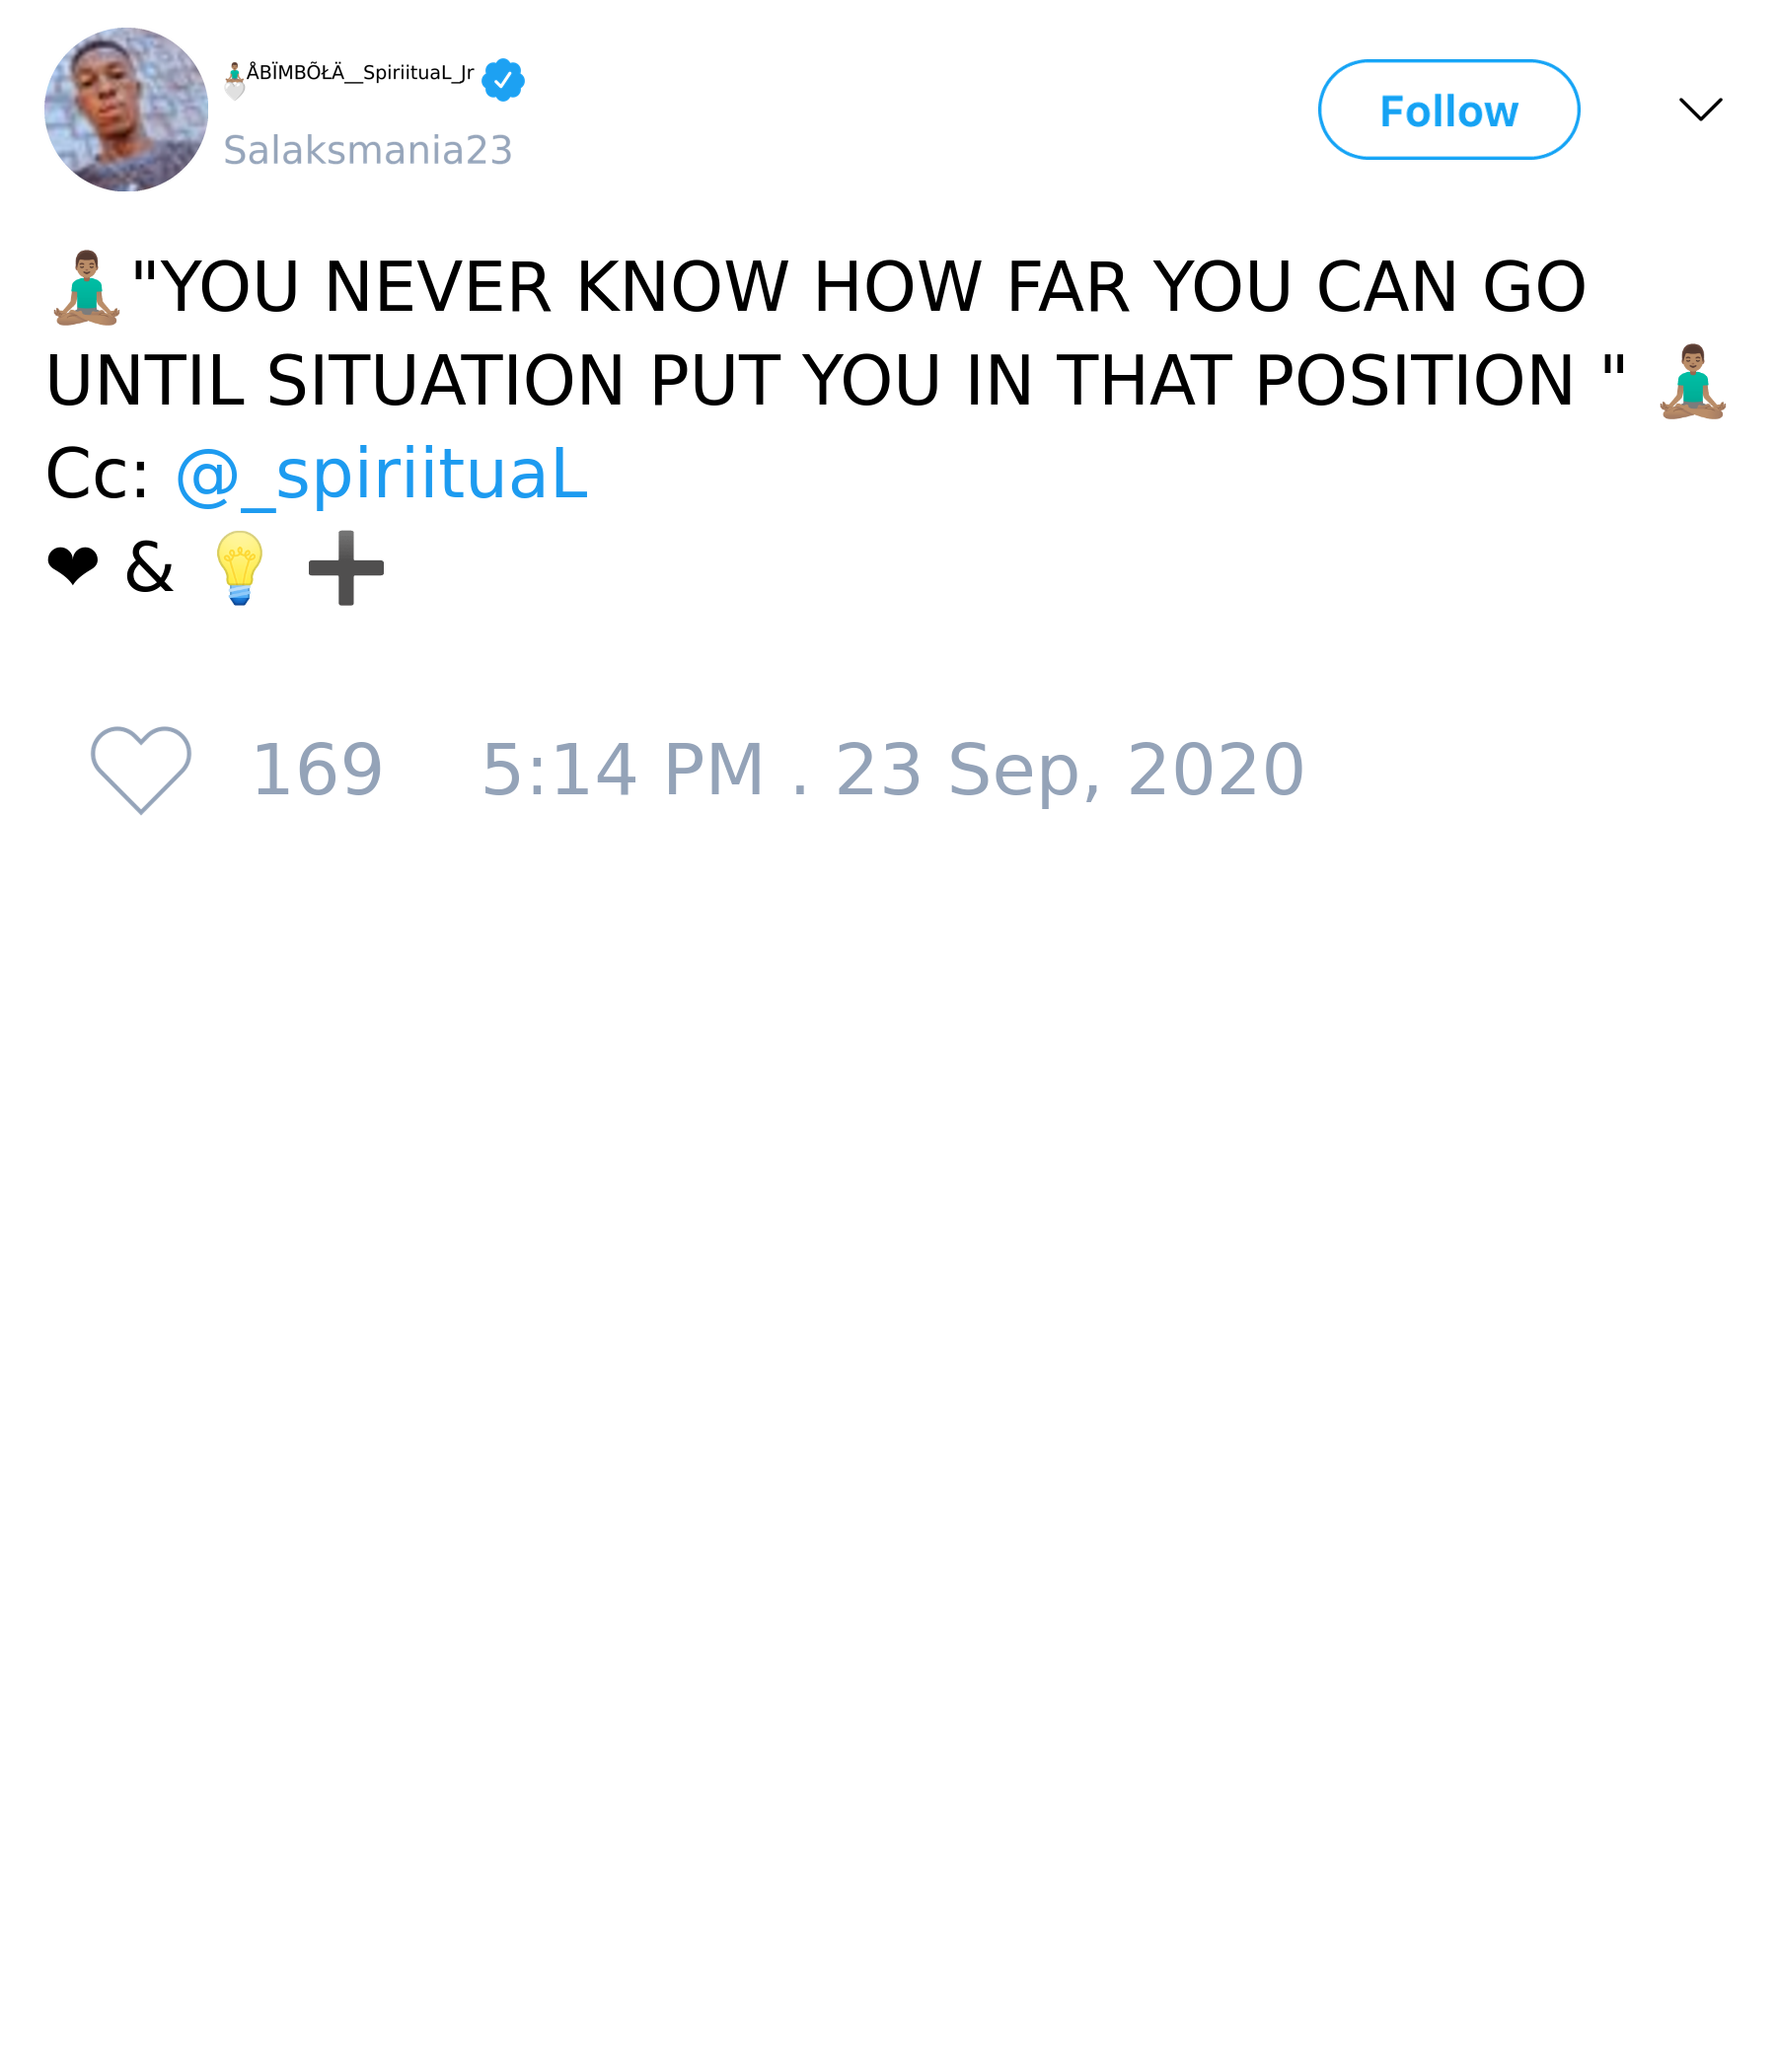 🧘🏽‍♂️ÅBÏMBÕŁÄ__SpiriituaL_Jr
🤍
Salaksmania23
Follow
🧘🏽‍♂️"YOU NEVER KNOW HOW FAR YOU CAN GO
UNTIL SITUATION PUT YOU IN THAT POSITION " 🧘🏽‍♂️
Cc: @_spiriituaL
❤ & 💡 ➕
169 5:14 PM . 23 Sep, 2020